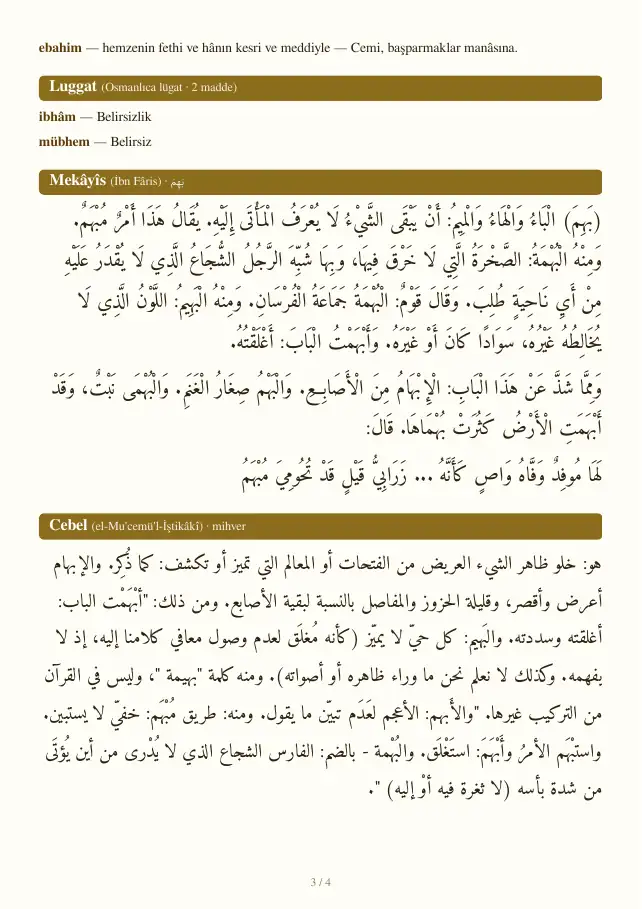 ebahim — hemzenin fethi ve hânın kesri ve meddiyle — Cemi, başparmaklar manâsına.
Luggat (Osmanlıca lügat · 2 madde)
ibhâm — Belirsizlik
mübhem — Belirsiz
Mekâyîs (İbn Fâris) · بَهِمَ
(بَهِمَ) الْبَاءُ وَالْهَاءُ وَالْمِيمُ: أَنْ يَبْقَى الشَّيْءُ لَا يُعْرَفُ الْمَأْتَى إِلَيْهِ. يُقَالُ هَذَا أَمْرٌ مُبْهَمٌ.
وَمِنْهُ الْبُهْمَةُ: الصَّخْرَةُ الَّتِي لَا خَرْقَ فِيهَا، وَبِهَا شُبِّهَ الرَّجُلُ الشُّجَاعُ الَّذِي لَا يُقْدَرُ عَلَيْهِ
مِنْ أَيِ نَاحِيَةٍ طُلِبَ. وَقَالَ قَوْمٌ: الْبُهْمَةُ جَمَاعَةُ الْفُرْسَانِ. وَمِنْهُ الْبَهِيمُ: اللَّوْنُ الَّذِي لَا
يُخَالِطُهُ غَيْرُهُ، سَوَادًا كَانَ أَوْ غَيْرَهُ. وَأَبْهَمْتُ الْبَابَ: أَغْلَقْتُهُ.
وَمِمَّا شَذَّ عَنْ هَذَا الْبَابِ: الْإِبْهَامُ مِنَ الْأَصَابِعِ. وَالْبَهْمُ صِغَارُ الْغَنَمِ. وَالْبُهْمَى نَبْتٌ، وَقَدْ
أَبْهَمَتِ الْأَرْضُ كَثُرَتْ بُهْمَاهَا. قَالَ:
لَهَا مُوفِدٌ وَفَّاهُ وَاصٍ كَأَنَّهُ ... زَرَابِيُّ قَيْلٍ قَدْ تُحُومِيَ مُبْهَمُ
Cebel (el-Mu'cemü'l-İştikâkî) · mihver
هو: خلو ظاهر الشيء العريض من الفتحات أو المعالم التي تميز أو تكشف: كما ذُكِر. والإبهام
أعرض وأقصر، وقليلة الحزوز والمفاصل بالنسبة لبقية الأصابع. ومن ذلك: "أبْهَمْت الباب:
أغلقته وسددته. والبَهيم: كل حيّ لا يميّز (كأنه مُغلَق لعدم وصول معافي كلامنا إليه، إذ لا
يفهمه. وكذلك لا نعلم نحن ما وراء ظاهره أو أصواته). ومنه كلمة "بهيمة "، وليس في القرآن
من التركيب غيرها. "والأَبهم: الأعجم لعَدَم تبيّن ما يقول. ومنه: طريق مُبْهَم: خفيّ لا يستبين.
واستبْهَم الأمرُ وأَبْهَمَ: استَغْلَق. والبُهْمة - بالضم: الفارس الشجاع الذي لا يُدْرى من أين يُؤتَى
من شدة بأسه (لا ثغرة فيه أوْ إليه) ".
3 / 4